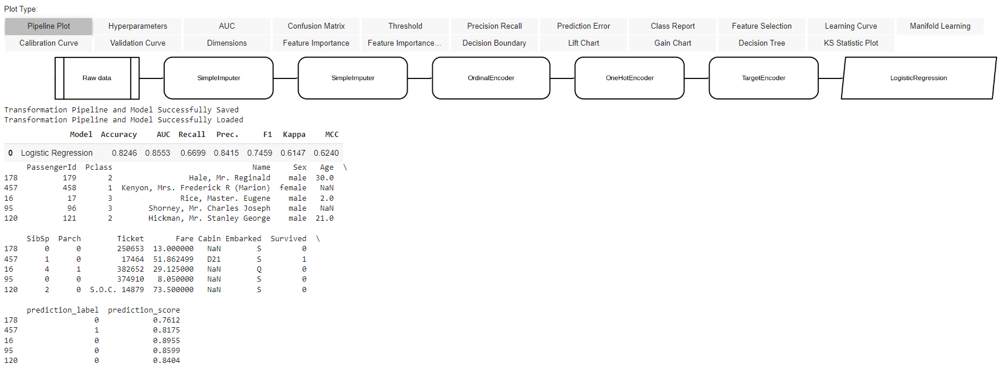 Plot Type:
Pipeline Plot Hyperparameters AUC Confusion Matrix Threshold Precision Recall Prediction Error Class Report Feature Selection Learning Curve Manifold Learning
Calibration Curve Validation Curve Dimensions Feature Importance Feature Importance... Decision Boundary Lift Chart Gain Chart Decision Tree KS Statistic Plot
Raw data SimpleImputer SimpleImputer OrdinalEncoder OneHotEncoder TargetEncoder LogisticRegression
Transformation Pipeline and Model Successfully Saved
Transformation Pipeline and Model Successfully Loaded
Model Accuracy AUC Recall Prec. F1 Kappa MCC
0 Logistic Regression 0.8246 0.8553 0.6699 0.8415 0.7459 0.6147 0.6240
PassengerId Pclass Name Sex Age \
178 179 2 Hale, Mr. Reginald male 30.0
457 458 1 Kenyon, Mrs. Frederick R (Marion) female NaN
16 17 3 Rice, Master. Eugene male 2.0
95 96 3 Shorney, Mr. Charles Joseph male NaN
120 121 2 Hickman, Mr. Stanley George male 21.0
SibSp Parch Ticket Fare Cabin Embarked Survived \
178 0 0 250653 13.000000 NaN S 0
457 1 0 17464 51.862499 D21 S 1
16 4 1 382652 29.125000 NaN Q 0
95 0 0 374910 8.050000 NaN S 0
120 2 0 S.O.C. 14879 73.500000 NaN S 0
prediction_label prediction_score
178 0 0.7612
457 1 0.8175
16 0 0.8955
95 0 0.8599
120 0 0.8404